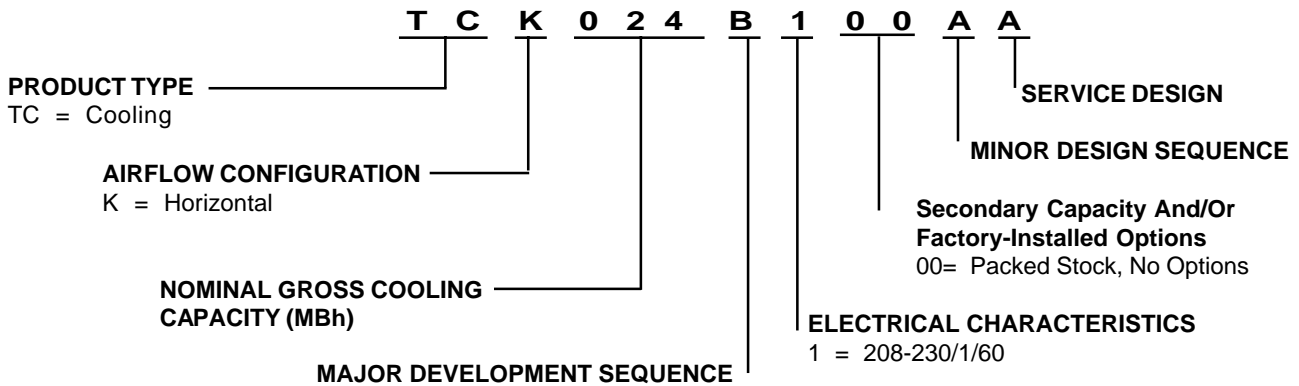 T C K 0 2 4 B 1 0 0 A A
PRODUCT TYPE
TC = Cooling
SERVICE DESIGN
MINOR DESIGN SEQUENCE
AIRFLOW CONFIGURATION
K = Horizontal
Secondary Capacity And/Or
Factory-Installed Options
00= Packed Stock, No Options
NOMINAL GROSS COOLING
CAPACITY (MBh)
ELECTRICAL CHARACTERISTICS
1 = 208-230/1/60
MAJOR DEVELOPMENT SEQUENCE